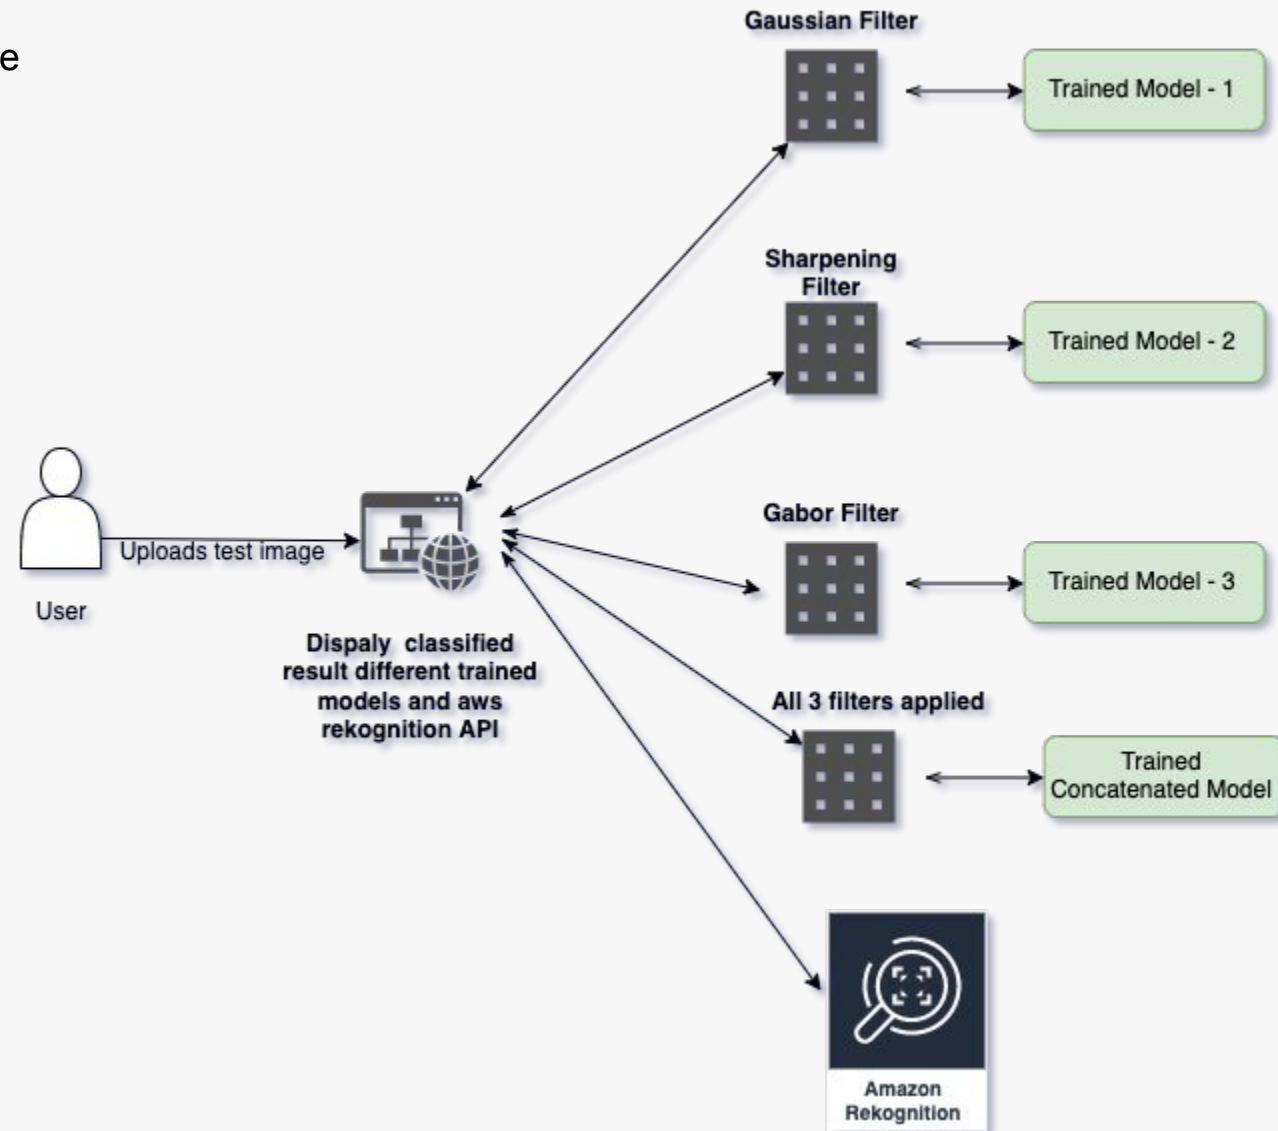 e
Gaussian Filter
Trained Model - 1
Sharpening
Filter
Trained Model - 2
Uploads test image
User
Dispaly classified
result different trained
models and aws
rekognition API
Gabor Filter
Trained Model - 3
All 3 filters applied
Trained
Concatenated Model
Amazon
Rekognition